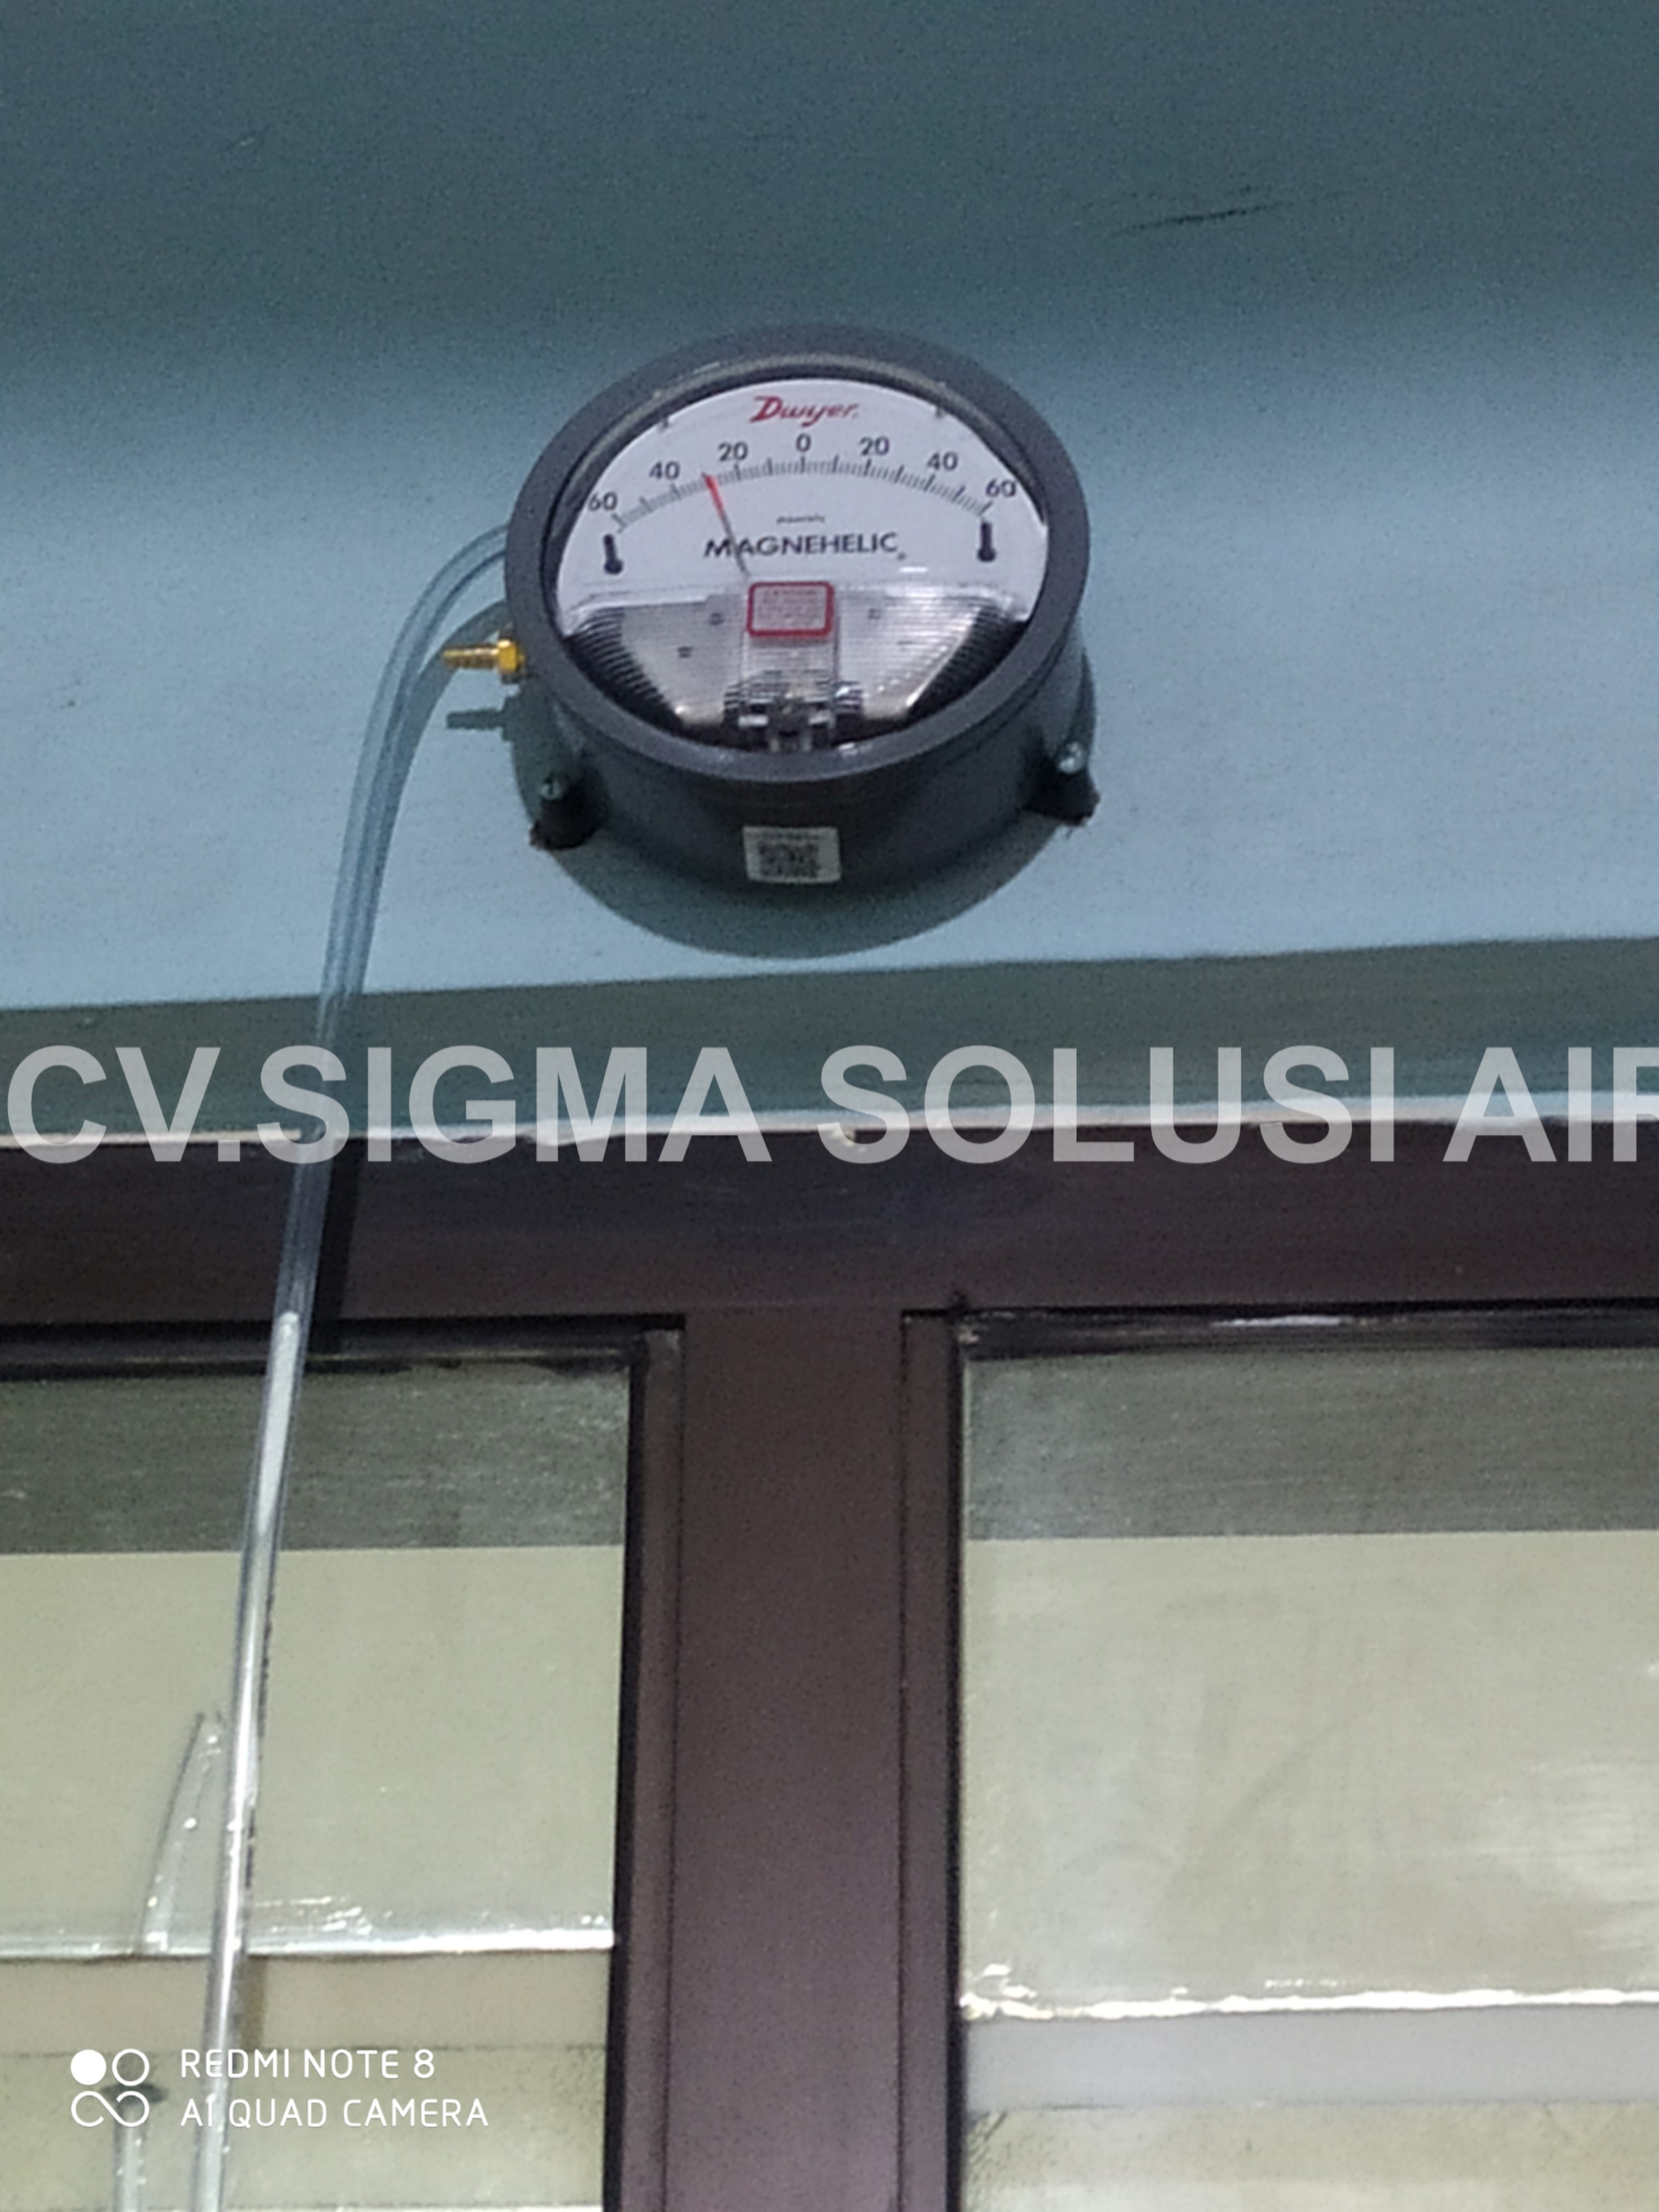 Dwyer.
60 40 20 0 20 40 60
MAGNEHELIC
CV.SIGMA SOLUSI AIR
REDMI NOTE 8
AI QUAD CAMERA